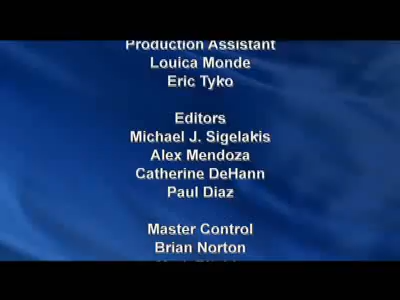 Production Assistant
Louica Monde
Eric Tyko
Editors
Michael J. Sigelakis
Alex Mendoza
Catherine DeHann
Paul Diaz
Master Control
Brian Norton